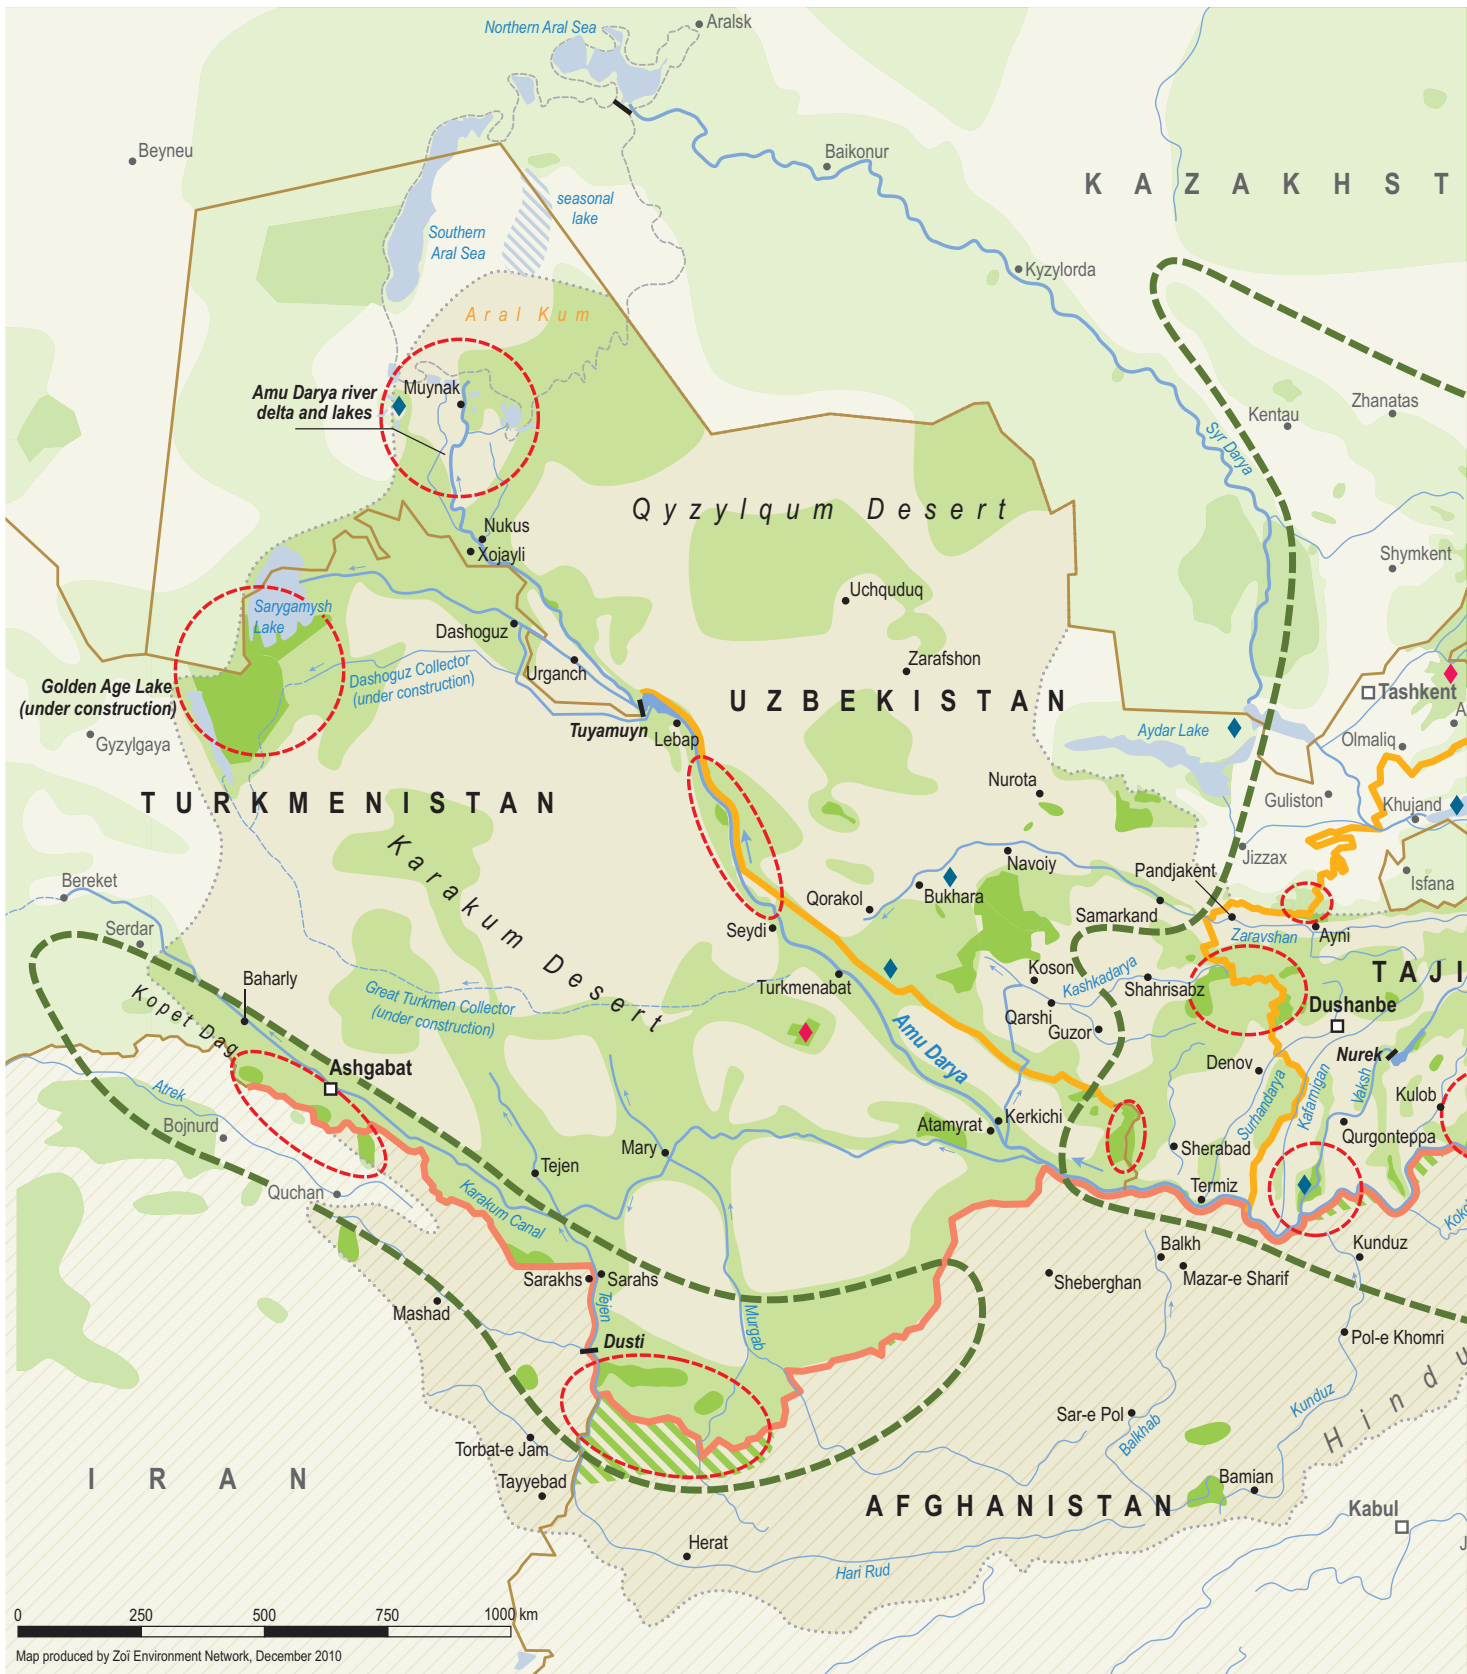 Northern Aral Sea
Aralsk
Beyneu
Baikonur
K A Z A K H S T
seasonal
lake
Southern
Aral Sea
Kyzylorda
Aral Kum
Amu Darya river
delta and lakes
Muynak
Zhanatas
Kentau
Syr Darya
Qyzylqum Desert
Nukus
Xojayli
Shymkent
Uchquduq
Sarygamysh
Lake
Dashoguz
Zarafshon
Urganch
Dashoguz Collector
(under construction)
Golden Age Lake
(under construction)
UZBEKISTAN
Tashkent
A
Tuyamuyn
Lebap
Aydar Lake
Gyzylgaya
Olmaliq
Nurota
TURKMENISTAN
Guliston
Khujand
Karakum Desert
Navoiy
Jizzax
Pandjakent
Bereket
Isfana
Qorakol
Bukhara
Samarkand
Serdar
Seydi
Zaravshan
Ayni
Baharly
Kopet Dag
Great Turkmen Collector
(under construction)
Turkmenabat
Koson
Kashkadarya
Shahrisabz
TAJI
Qarshi
Guzor
Dushanbe
Amu Darya
Nurek
Ashgabat
Denov
Atrek
Surhandarya
Kafarnigan
Vaksh
Kulob
Bojnurd
Atamyrat
Kerkichi
Qurgonteppa
Mary
Sherabad
Tejen
Quchan
Termiz
Karakum Canal
Kokc
Balkh
Kunduz
Sarakhs
Sarahs
Sheberghan
Mazar-e Sharif
Mashad
Tejen
Murgab
Dusti
Pol-e Khomri
Kunduz
Hindu
Sar-e Pol
Balkhab
Torbat-e Jam
Tayyebad
IRAN
Bamian
AFGHANISTAN
Kabul
J
Herat
Hari Rud
0 250 500 750 1000 km
Map produced by Zoï Environment Network, December 2010